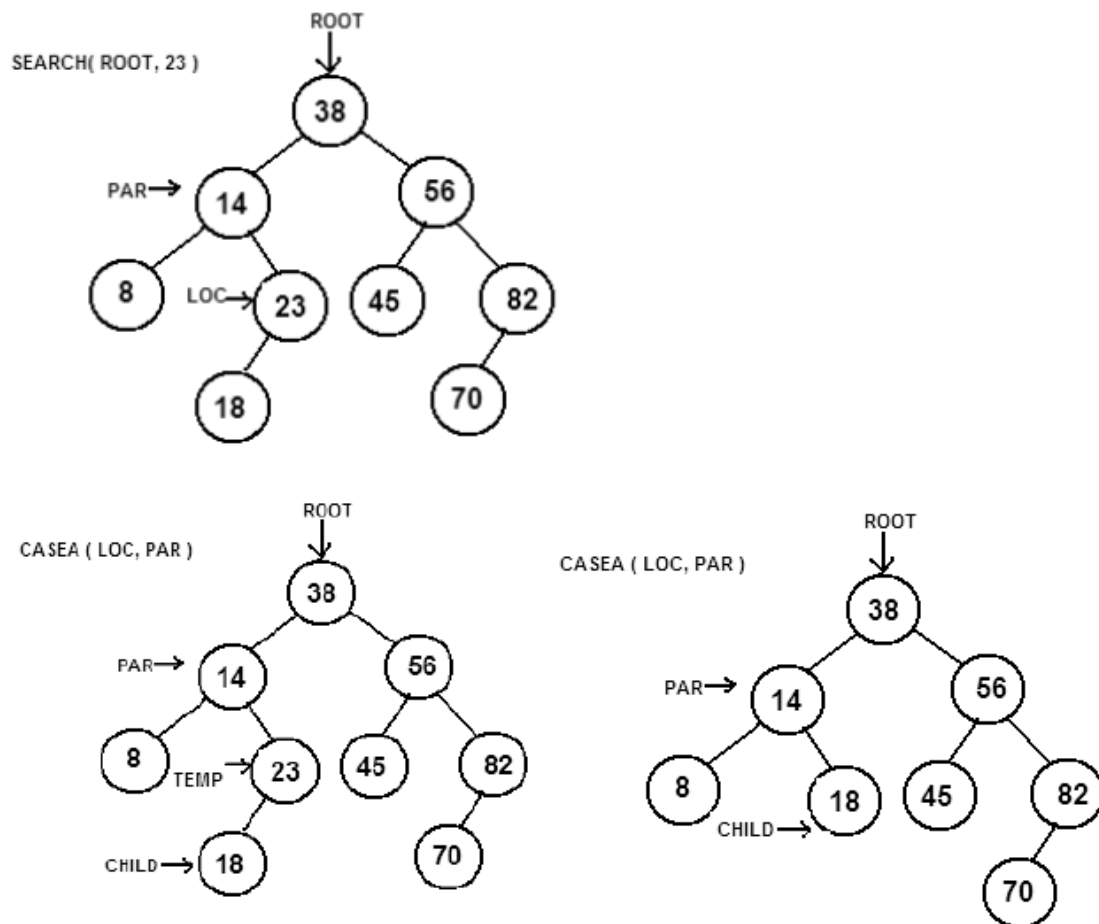 ROOT
SEARCH( ROOT, 23 )
38
PAR
14
56
8
LOC
23
45
82
18
70
ROOT
CASEA ( LOC, PAR )
38
PAR
14
56
8
TEMP
23
45
82
CHILD
18
70
ROOT
CASEA ( LOC, PAR )
38
PAR
14
56
8
18
45
82
CHILD
70